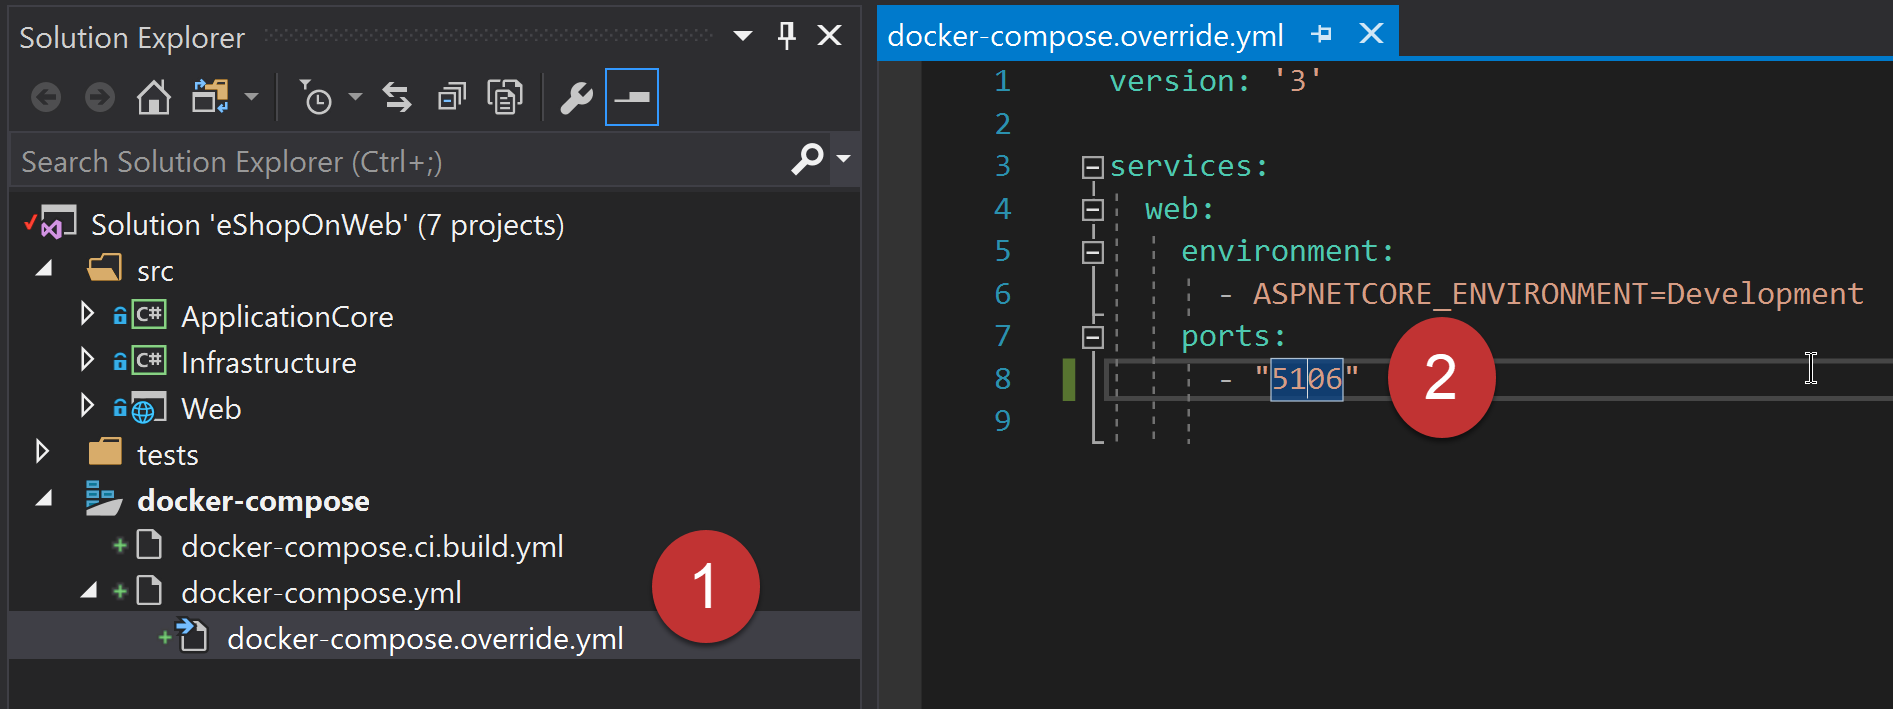 Solution Explorer
Search Solution Explorer (Ctrl+;)
Solution 'eShopOnWeb' (7 projects)
src
C# ApplicationCore
C# Infrastructure
Web
tests
docker-compose
docker-compose.ci.build.yml
docker-compose.yml
docker-compose.override.yml
1
docker-compose.override.yml
1 version: '3'
2
3 services:
4 web:
5 environment:
6 - ASPNETCORE_ENVIRONMENT=Development
7 ports:
8 - "5106"
9
2